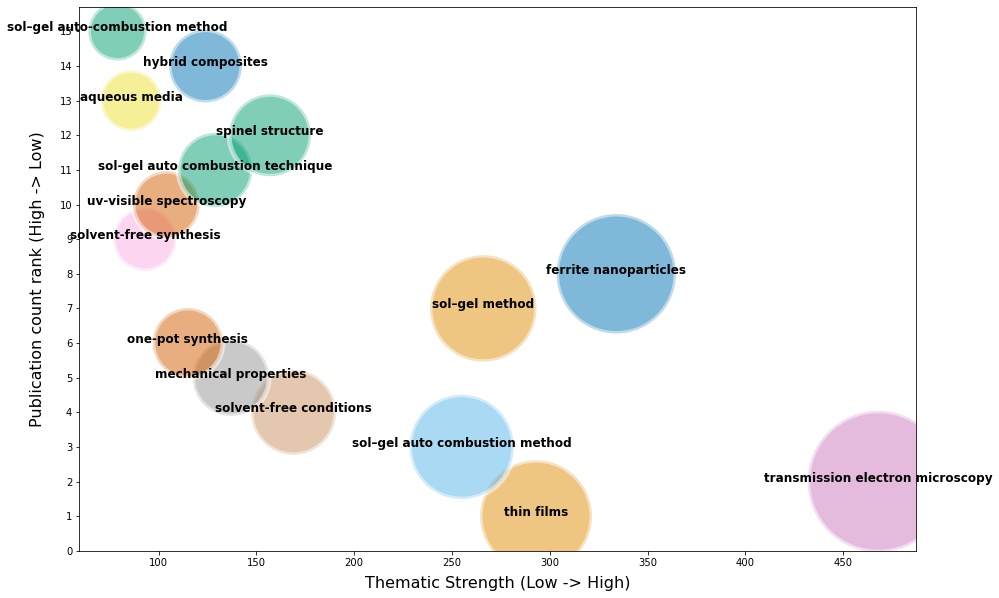 sol–gel auto-combustion method
15
hybrid composites
14
aqueous media
13
spinel structure
12
sol-gel auto combustion technique
11
uv-visible spectroscopy
10
solvent-free synthesis
9
ferrite nanoparticles
8
sol–gel method
7
one-pot synthesis
6
mechanical properties
5
solvent-free conditions
4
sol–gel auto combustion method
3
transmission electron microscopy
2
thin films
1
0
100 150 200 250 300 350 400 450
Thematic Strength (Low -> High)
Publication count rank (High -> Low)